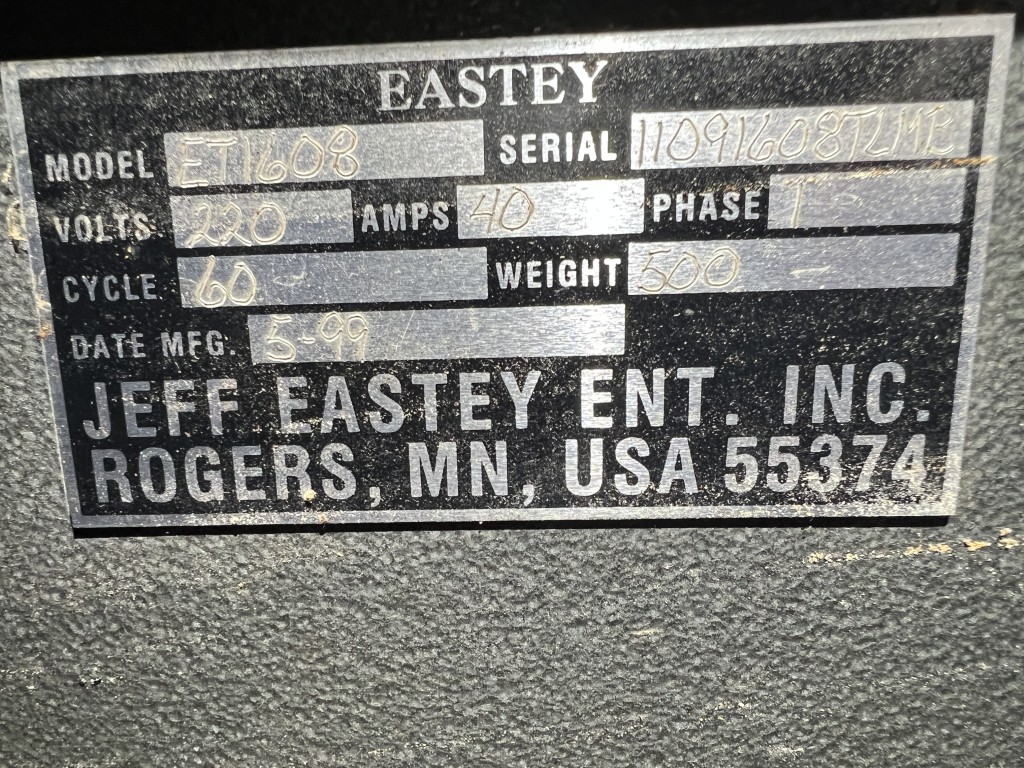 EASTEY
MODEL ET1608 SERIAL 11091608TLMB
VOLTS 220 AMPS 40 PHASE 1
CYCLE 60 WEIGHT 500
DATE MFG. 5-99
JEFF EASTEY ENT. INC.
ROGERS, MN, USA 55374